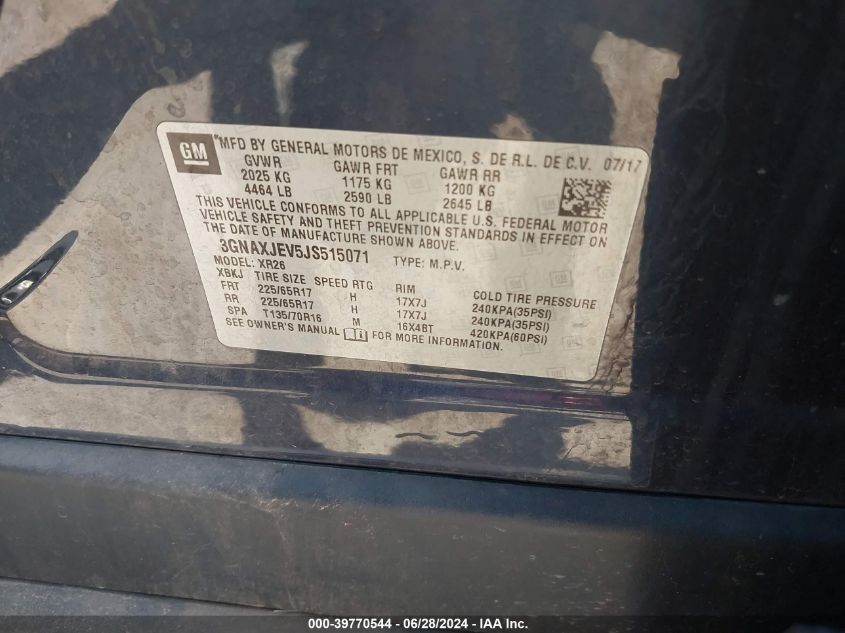 GM
*MFD BY GENERAL MOTORS DE MEXICO, S. DE R.L. DE C.V. 07/17
GVWR GAWR FRT GAWR RR
2025 KG 1175 KG 1200 KG
4464 LB 2590 LB 2645 LB
THIS VEHICLE CONFORMS TO ALL APPLICABLE U.S. FEDERAL MOTOR
VEHICLE SAFETY AND THEFT PREVENTION STANDARDS IN EFFECT ON
THE DATE OF MANUFACTURE SHOWN ABOVE.
3GNAXJEV5JS515071 TYPE: M.P.V.
MODEL: XR26
XBKJ TIRE SIZE SPEED RTG RIM COLD TIRE PRESSURE
FRT 225/65R17 H 17X7J 240KPA(35PSI)
RR 225/65R17 H 17X7J 240KPA(35PSI)
SPA T135/70R16 M 16X4BT 420KPA(60PSI)
SEE OWNER'S MANUAL FOR MORE INFORMATION.
000-39770544 - 06/28/2024 - IAA Inc.